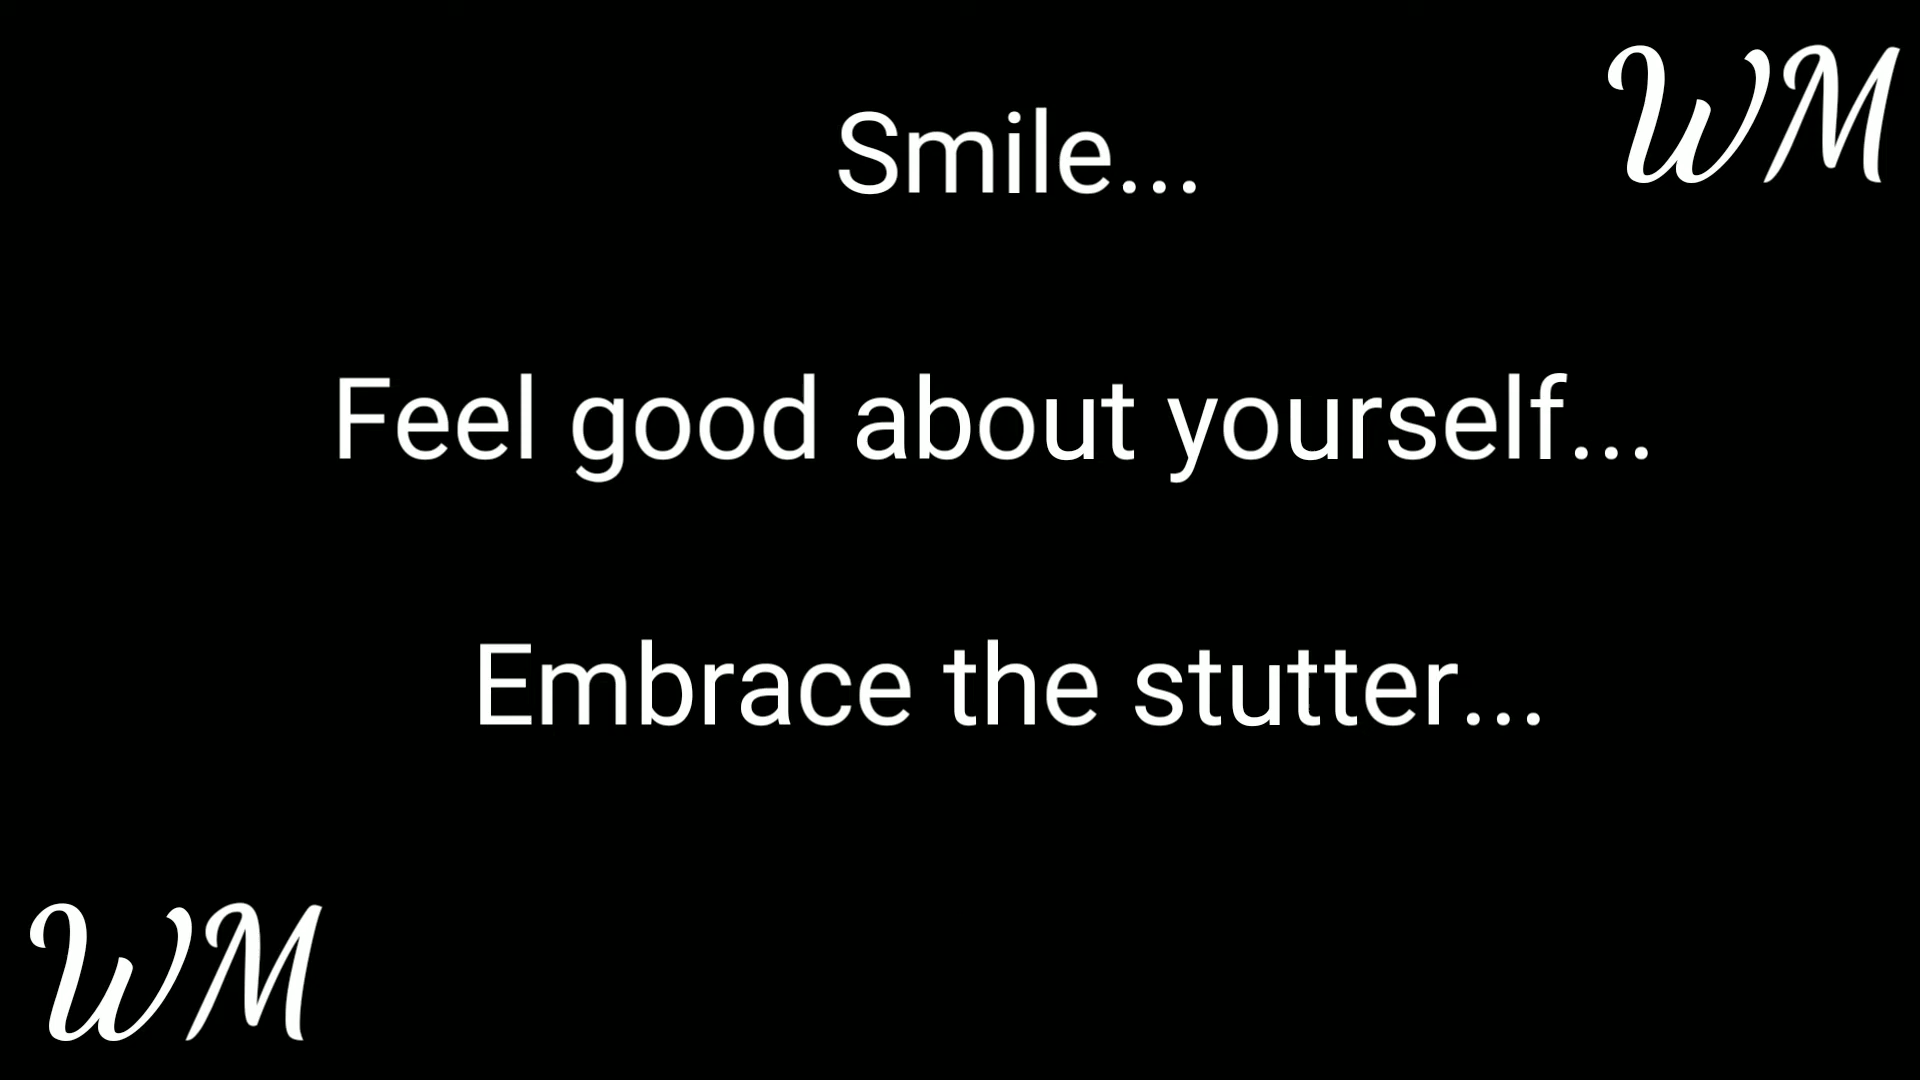 WM
Smile...
Feel good about yourself...
Embrace the stutter...
WM